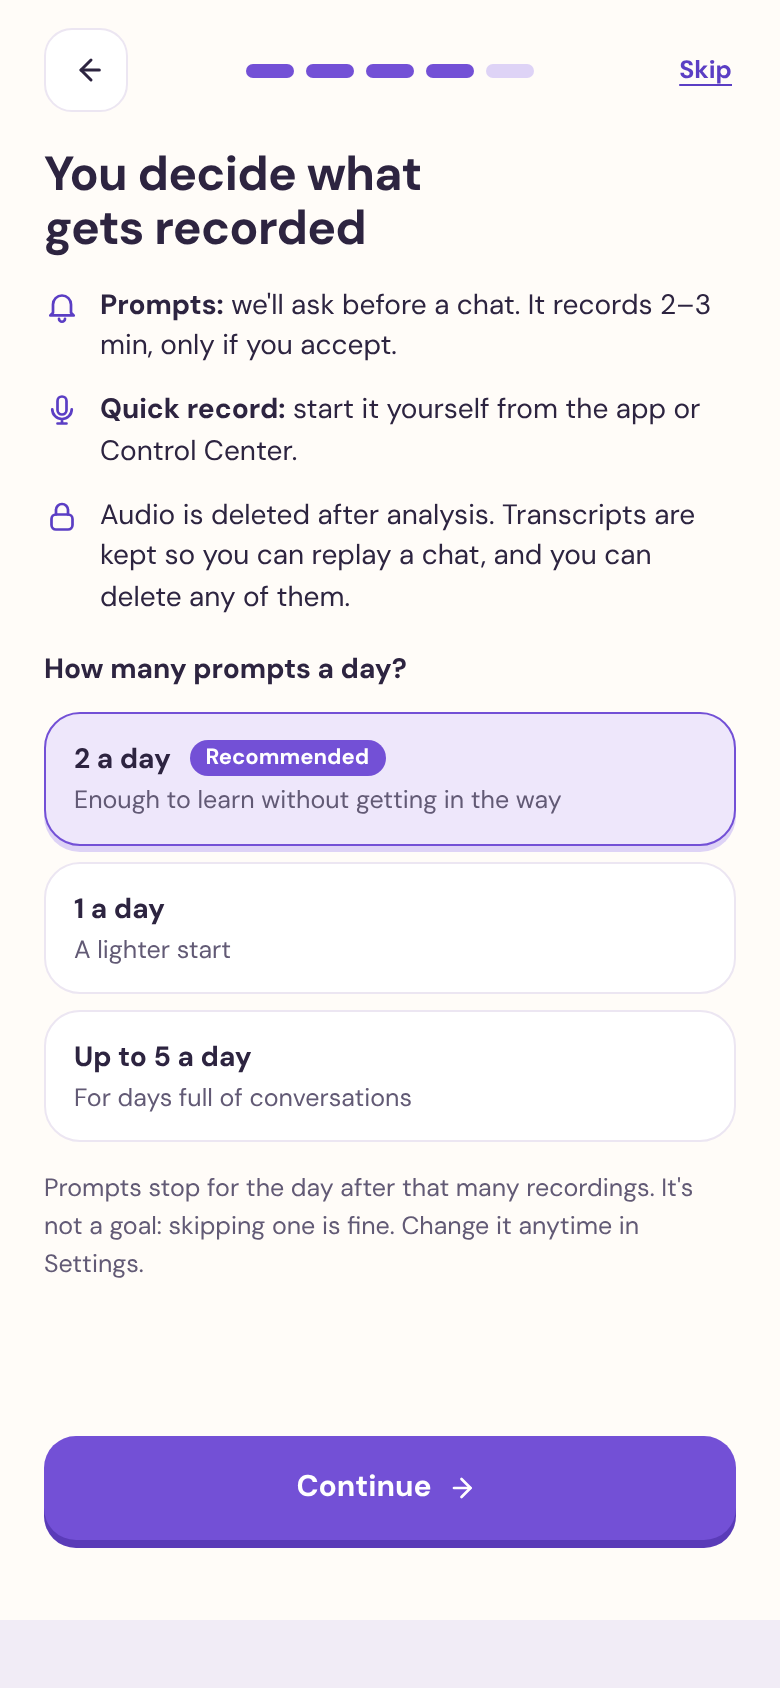 Skip
You decide what
gets recorded
Prompts: we'll ask before a chat. It records 2–3
min, only if you accept.
Quick record: start it yourself from the app or
Control Center.
Audio is deleted after analysis. Transcripts are
kept so you can replay a chat, and you can
delete any of them.
How many prompts a day?
2 a day Recommended
Enough to learn without getting in the way
1 a day
A lighter start
Up to 5 a day
For days full of conversations
Prompts stop for the day after that many recordings. It's
not a goal: skipping one is fine. Change it anytime in
Settings.
Continue